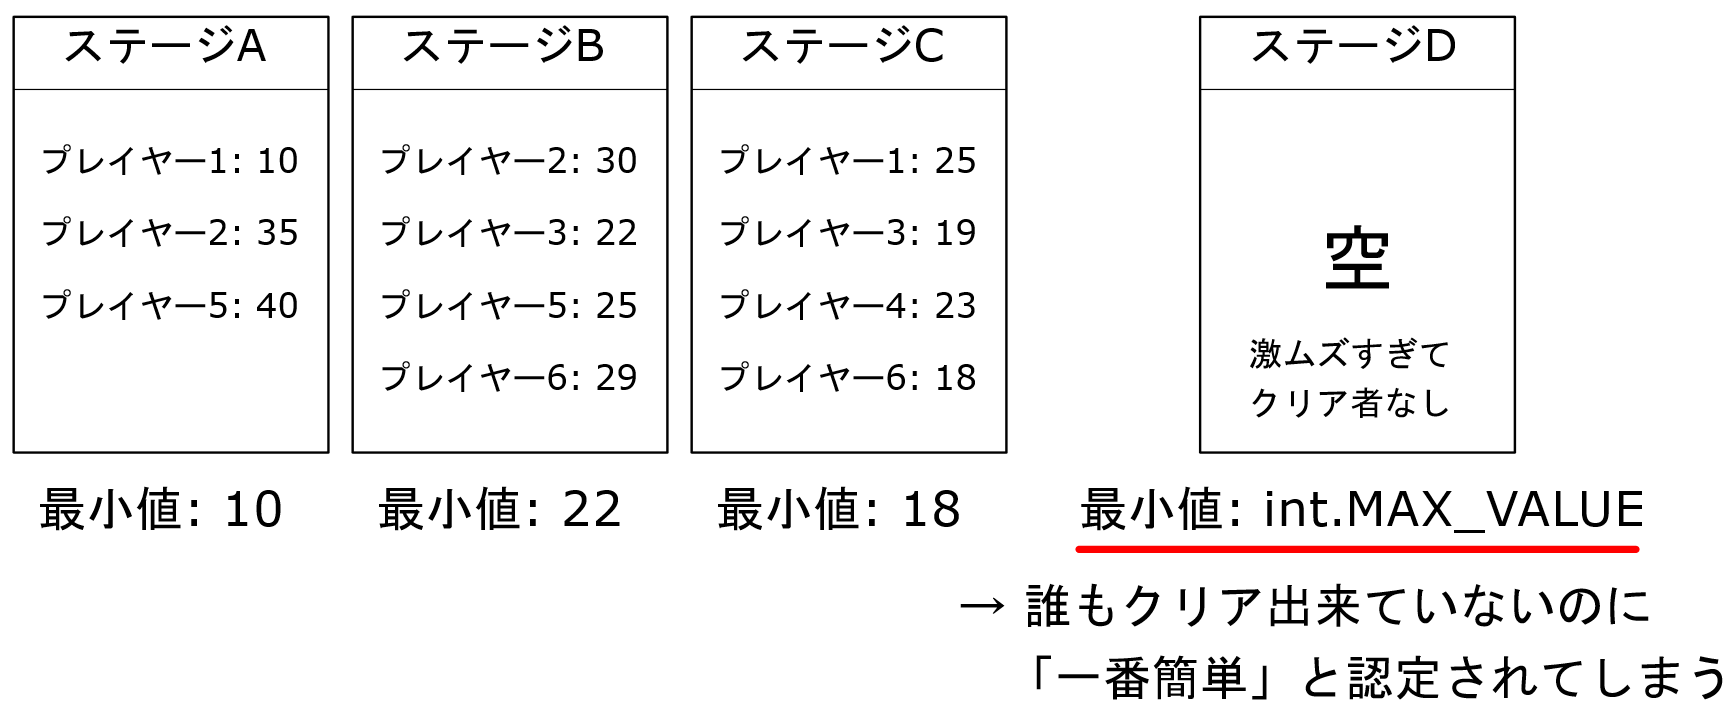 ステージA
プレイヤー1: 10
プレイヤー2: 35
プレイヤー5: 40
最小値: 10
ステージB
プレイヤー2: 30
プレイヤー3: 22
プレイヤー5: 25
プレイヤー6: 29
最小値: 22
ステージC
プレイヤー1: 25
プレイヤー3: 19
プレイヤー4: 23
プレイヤー6: 18
最小値: 18
ステージD
空
激ムズすぎて
クリア者なし
最小値: int.MAX_VALUE
→ 誰もクリア出来ていないのに
「一番簡単」と認定されてしまう